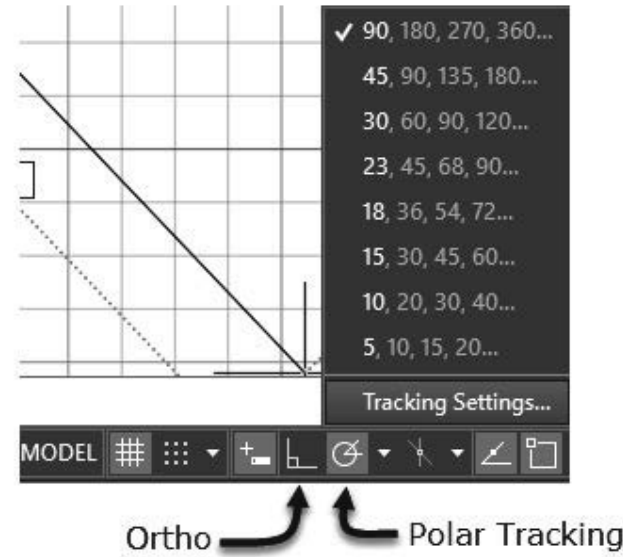 90, 180, 270, 360...
45, 90, 135, 180...
30, 60, 90, 120...
23, 45, 68, 90...
18, 36, 54, 72...
15, 30, 45, 60...
10, 20, 30, 40...
5, 10, 15, 20...
Tracking Settings...
MODEL
Ortho
Polar Tracking